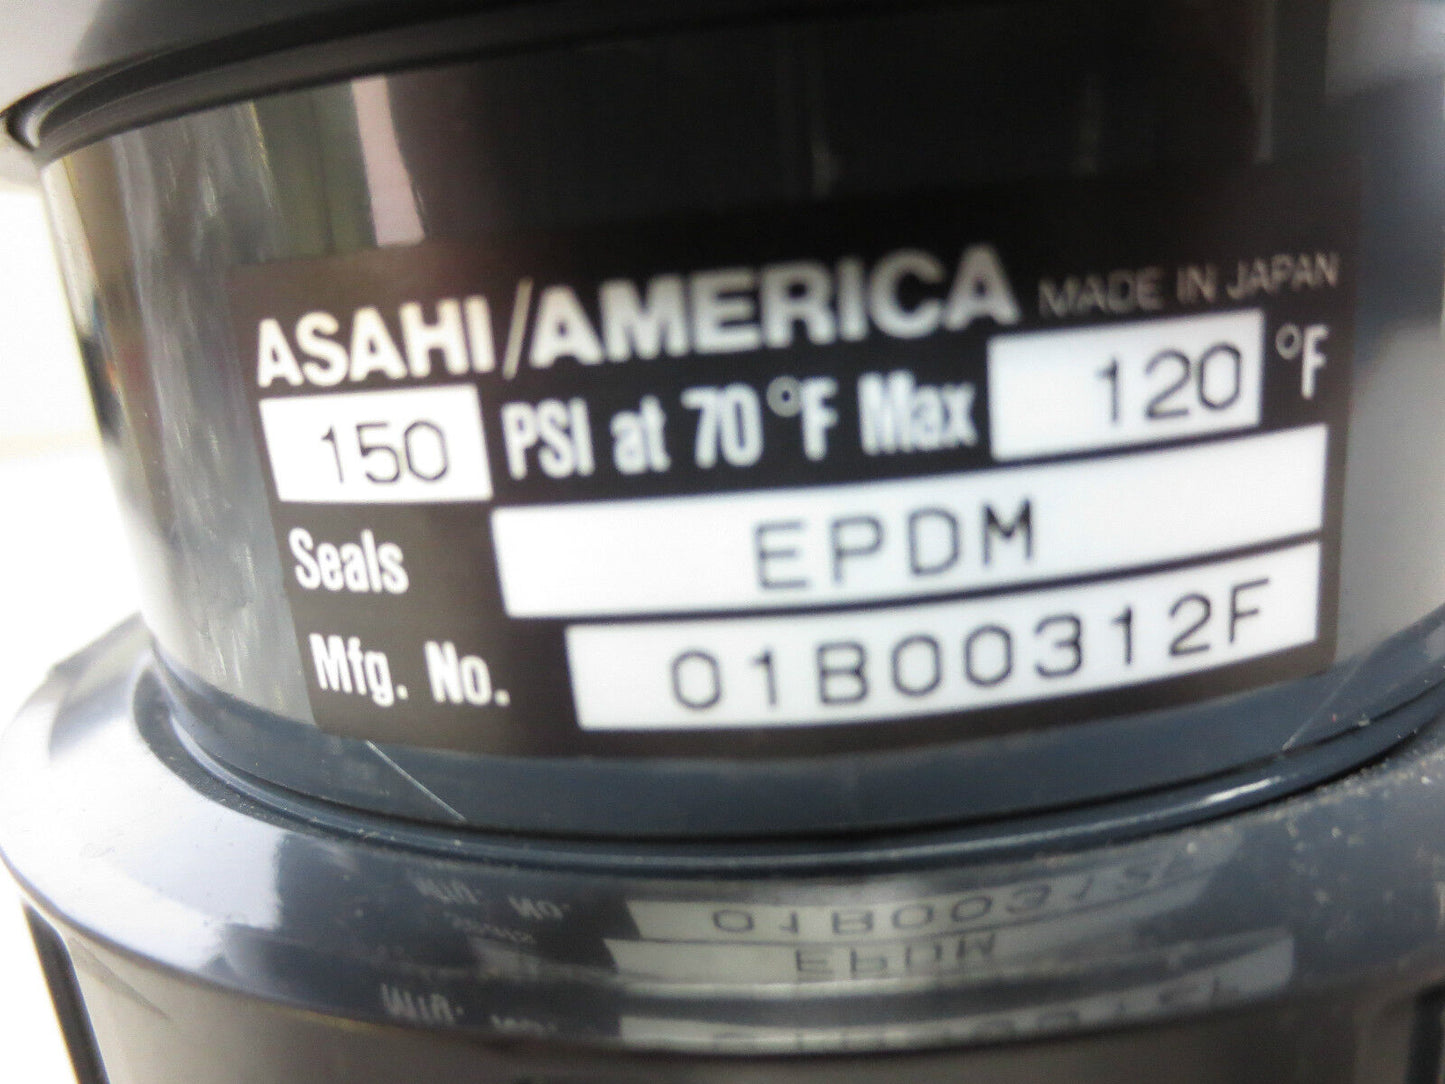 ASAHI/AMERICA MADE IN JAPAN
150 PSI at 70 °F Max 120 °F
Seals EPDM
Mfg. No. 01B00312F